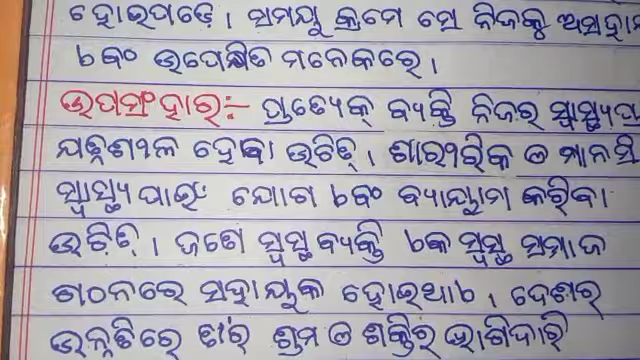 ହୋଇପଡ଼େ । ସମୟ କ୍ରମେ ସେ ନିଜକୁ ଅସହା
ଏବଂ ଉପେକ୍ଷିତ ମନେକରେ ।
ଉପସଂହାର:- ପ୍ରତ୍ୟେକ ବ୍ୟକ୍ତି ନିଜର ସ୍ୱାସ୍ଥ୍ୟପ୍ର
ଯତ୍ନଶୀଳ ହେବା ଉଚିତ୍ । ଶାରୀରିକ ଓ ମାନସି
ସ୍ୱାସ୍ଥ୍ୟ ପାଇଁ ଯୋଗ ଏବଂ ବ୍ୟାୟାମ କରିବା
ଉଚିତ୍ । ଜଣେ ସୁସ୍ଥ ବ୍ୟକ୍ତି ଏକ ସୁସ୍ଥ ସମାଜ
ଗଠନରେ ସହାୟକ ହୋଇଥାଏ । ଦେଶର
ଉନ୍ନତିରେ ତା'ର ଶ୍ରମ ଓ ଶକ୍ତିର ଭାଗିଦାରି